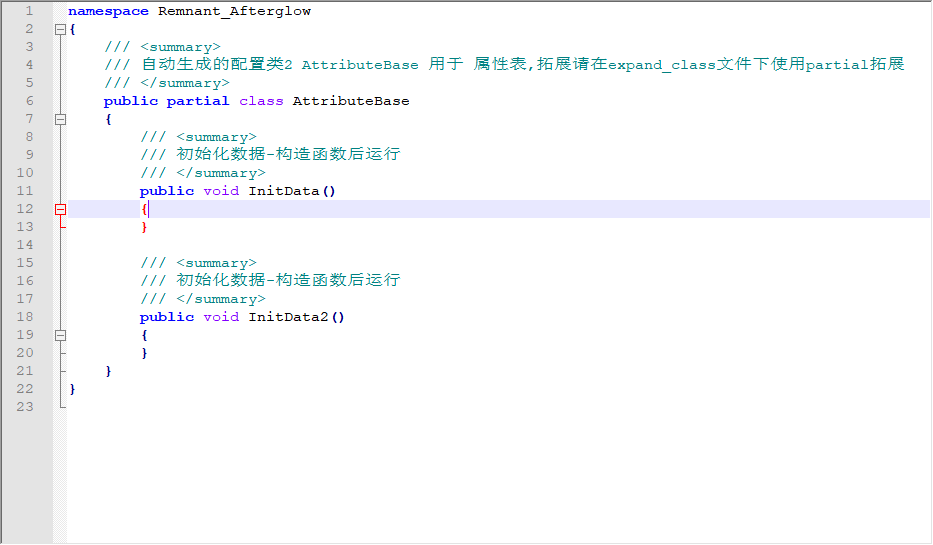 1 namespace Remnant_Afterglow
2 {
3 /// <summary>
4 /// 自动生成的配置类2 AttributeBase 用于 属性表,拓展请在expand_class文件下使用partial拓展
5 /// </summary>
6 public partial class AttributeBase
7 {
8 /// <summary>
9 /// 初始化数据-构造函数后运行
10 /// </summary>
11 public void InitData()
12 {
13 }
14
15 /// <summary>
16 /// 初始化数据-构造函数后运行
17 /// </summary>
18 public void InitData2()
19 {
20 }
21 }
22 }
23